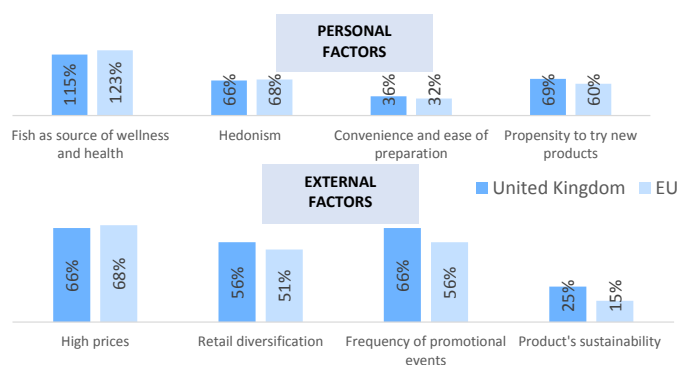 PERSONAL
FACTORS
115%
123%
66%
68%
36%
32%
69%
60%
Fish as source of wellness
and health
Hedonism
Convenience and ease of
preparation
Propensity to try new
products
EXTERNAL
FACTORS
United Kingdom
EU
66%
68%
56%
51%
66%
56%
25%
15%
High prices
Retail diversification
Frequency of promotional
events
Product's sustainability